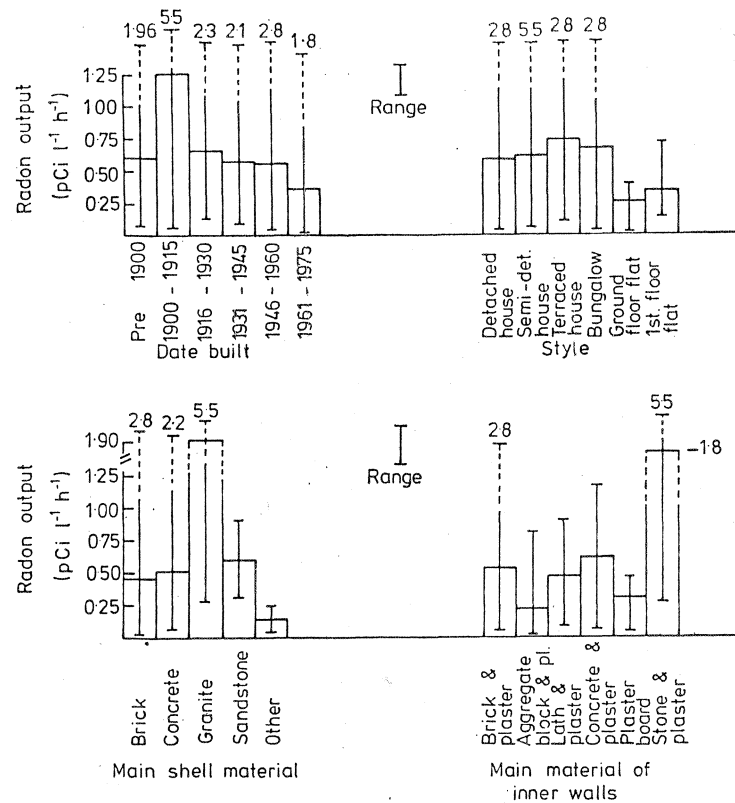 1·96
5·5
2·3
2·1
2·8
1·8
Radon output
(pCi l⁻¹ h⁻¹)
1·25
1·00
0·75
0·50
0·25
Pre 1900
1900 - 1915
1916 - 1930
1931 - 1945
1946 - 1960
1961 - 1975
Date built
Range
2·8
5·5
2·8
2·8
Detached
house
Semi-det.
house
Terraced
house
Bungalow
Ground
floor flat
1st. floor
flat
Style
2·8
2·2
5·5
Radon output
(pCi l⁻¹ h⁻¹)
1·90
1·25
1·00
0·75
0·50
0·25
Brick
Concrete
Granite
Sandstone
Other
Main shell material
Range
2·8
5·5
1·8
Brick &
plaster
Aggregate
block & pl.
Lath &
plaster
Concrete &
plaster
Plaster
board
Stone &
plaster
Main material of
inner walls